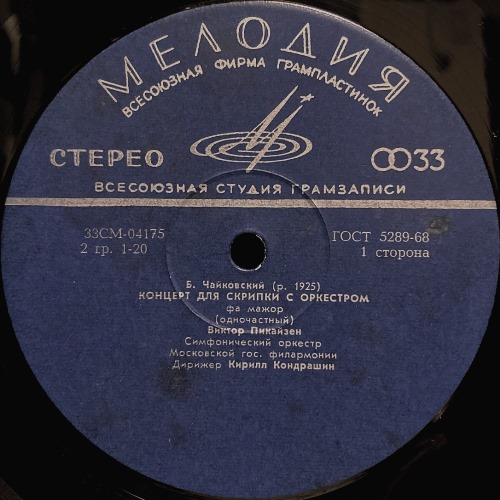 МЕЛОДИЯ
ВСЕСОЮЗНАЯ ФИРМА ГРАМПЛАСТИНОК
СТЕРЕО 33
ВСЕСОЮЗНАЯ СТУДИЯ ГРАМЗАПИСИ
33СМ-04175 ГОСТ 5289-68
2 гр. 1-20 1 сторона
Б. Чайковский (р. 1925)
КОНЦЕРТ ДЛЯ СКРИПКИ С ОРКЕСТРОМ
фа мажор
(одночастный)
Виктор Пикайзен
Симфонический оркестр
Московской гос. филармонии
Дирижер Кирилл Кондрашин